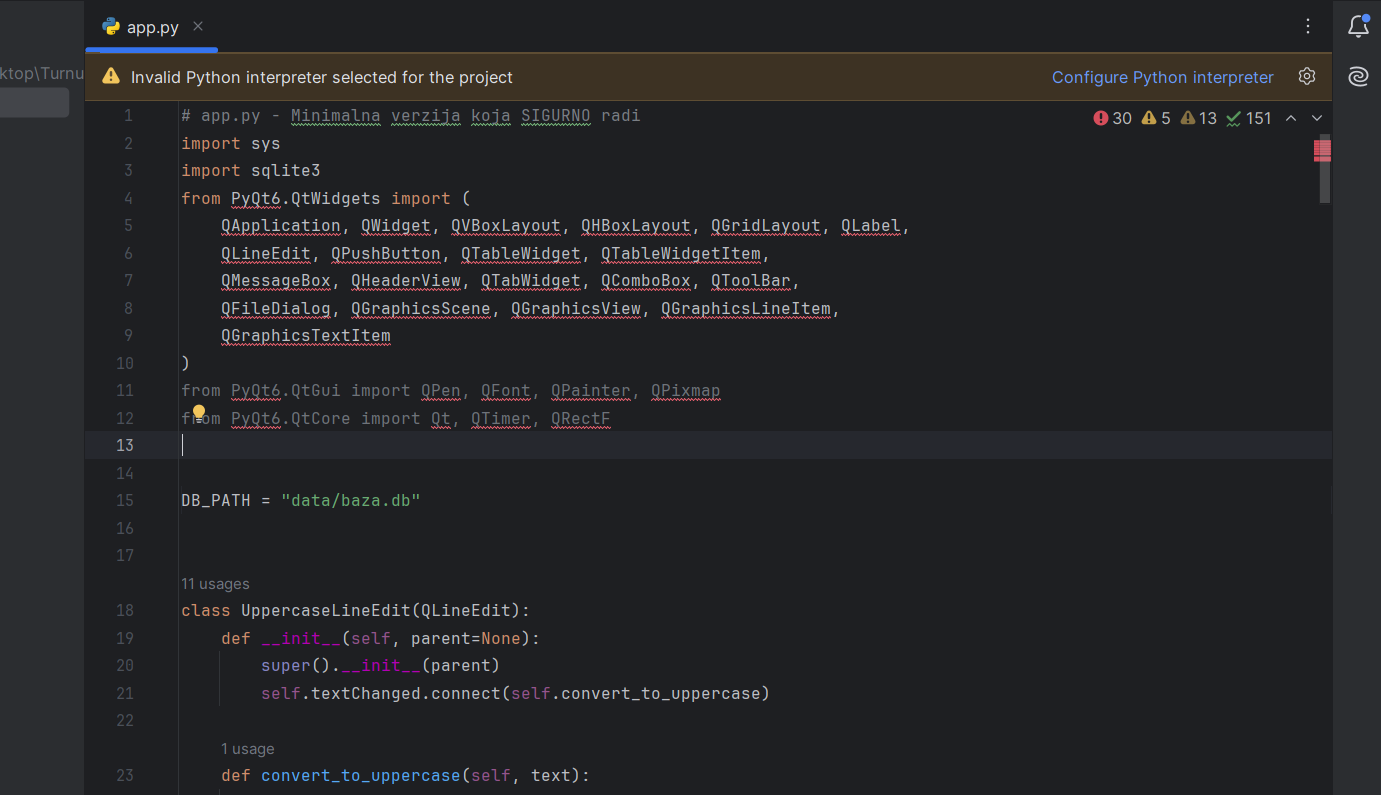 app.py
ktop\Turnu
Invalid Python interpreter selected for the project Configure Python interpreter
30 5 13 151
1 # app.py - Minimalna verzija koja SIGURNO radi
2 import sys
3 import sqlite3
4 from PyQt6.QtWidgets import (
5 QApplication, QWidget, QVBoxLayout, QHBoxLayout, QGridLayout, QLabel,
6 QLineEdit, QPushButton, QTableWidget, QTableWidgetItem,
7 QMessageBox, QHeaderView, QTabWidget, QComboBox, QToolBar,
8 QFileDialog, QGraphicsScene, QGraphicsView, QGraphicsLineItem,
9 QGraphicsTextItem
10 )
11 from PyQt6.QtGui import QPen, QFont, QPainter, QPixmap
12 from PyQt6.QtCore import Qt, QTimer, QRectF
13
14
15 DB_PATH = "data/baza.db"
16
17
11 usages
18 class UppercaseLineEdit(QLineEdit):
19 def __init__(self, parent=None):
20 super().__init__(parent)
21 self.textChanged.connect(self.convert_to_uppercase)
22
1 usage
23 def convert_to_uppercase(self, text):